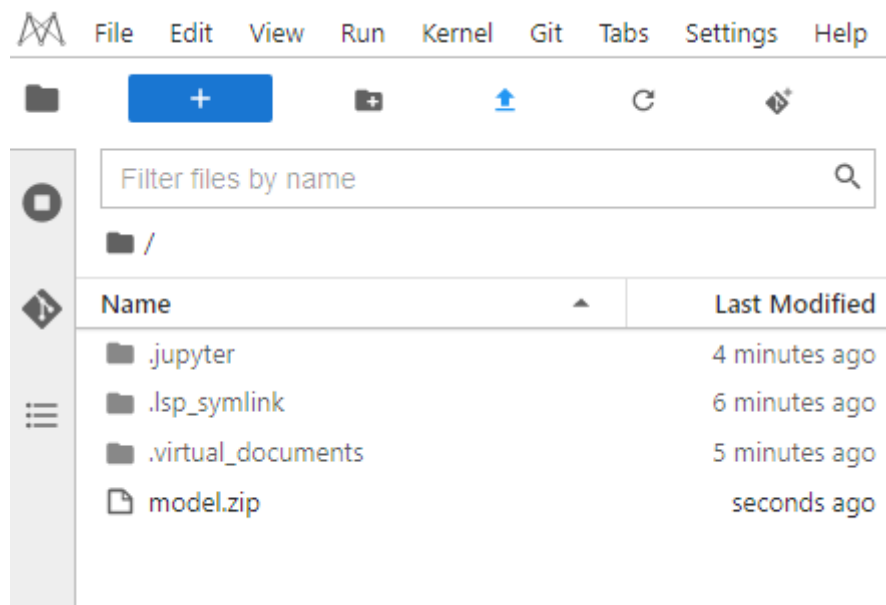 File Edit View Run Kernel Git Tabs Settings Help
Filter files by name
/
Name Last Modified
.jupyter 4 minutes ago
.lsp_symlink 6 minutes ago
.virtual_documents 5 minutes ago
model.zip seconds ago